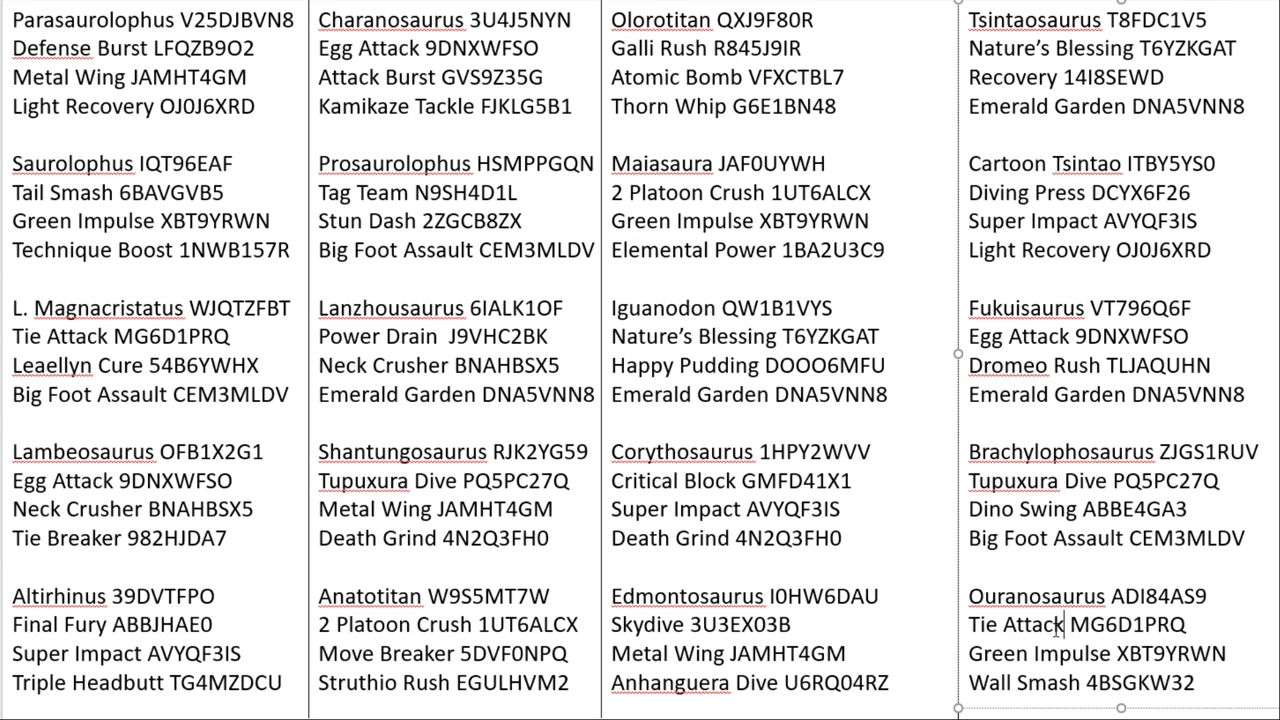 Parasaurolophus V25DJBVN8
Defense Burst LFQZB9O2
Metal Wing JAMHT4GM
Light Recovery OJ0J6XRD
Saurolophus IQT96EAF
Tail Smash 6BAVGVB5
Green Impulse XBT9YRWN
Technique Boost 1NWB157R
L. Magnacristatus WJQTZFBT
Tie Attack MG6D1PRQ
Leaellyn Cure 54B6YWHX
Big Foot Assault CEM3MLDV
Lambeosaurus OFB1X2G1
Egg Attack 9DNXWFSO
Neck Crusher BNAHBSX5
Tie Breaker 982HJDA7
Altirhinus 39DVTFPO
Final Fury ABBJHAE0
Super Impact AVYQF3IS
Triple Headbutt TG4MZDCU
Charanosaurus 3U4J5NYN
Egg Attack 9DNXWFSO
Attack Burst GVS9Z35G
Kamikaze Tackle FJKLG5B1
Prosaurolophus HSMPPGQN
Tag Team N9SH4D1L
Stun Dash 2ZGCB8ZX
Big Foot Assault CEM3MLDV
Lanzhousaurus 6IALK1OF
Power Drain  J9VHC2BK
Neck Crusher BNAHBSX5
Emerald Garden DNA5VNN8
Shantungosaurus RJK2YG59
Tupuxura Dive PQ5PC27Q
Metal Wing JAMHT4GM
Death Grind 4N2Q3FH0
Anatotitan W9S5MT7W
2 Platoon Crush 1UT6ALCX
Move Breaker 5DVF0NPQ
Struthio Rush EGULHVM2
Olorotitan QXJ9F80R
Galli Rush R845J9IR
Atomic Bomb VFXCTBL7
Thorn Whip G6E1BN48
Maiasaura JAF0UYWH
2 Platoon Crush 1UT6ALCX
Green Impulse XBT9YRWN
Elemental Power 1BA2U3C9
Iguanodon QW1B1VYS
Nature’s Blessing T6YZKGAT
Happy Pudding DOOO6MFU
Emerald Garden DNA5VNN8
Corythosaurus 1HPY2WVV
Critical Block GMFD41X1
Super Impact AVYQF3IS
Death Grind 4N2Q3FH0
Edmontosaurus I0HW6DAU
Skydive 3U3EX03B
Metal Wing JAMHT4GM
Anhanguera Dive U6RQ04RZ
Tsintaosaurus T8FDC1V5
Nature’s Blessing T6YZKGAT
Recovery 14I8SEWD
Emerald Garden DNA5VNN8
Cartoon Tsintao ITBY5YS0
Diving Press DCYX6F26
Super Impact AVYQF3IS
Light Recovery OJ0J6XRD
Fukuisaurus VT796Q6F
Egg Attack 9DNXWFSO
Dromeo Rush TLJAQUHN
Emerald Garden DNA5VNN8
Brachylophosaurus ZJGS1RUV
Tupuxura Dive PQ5PC27Q
Dino Swing ABBE4GA3
Big Foot Assault CEM3MLDV
Ouranosaurus ADI84AS9
Tie Attack MG6D1PRQ
Green Impulse XBT9YRWN
Wall Smash 4BSGKW32